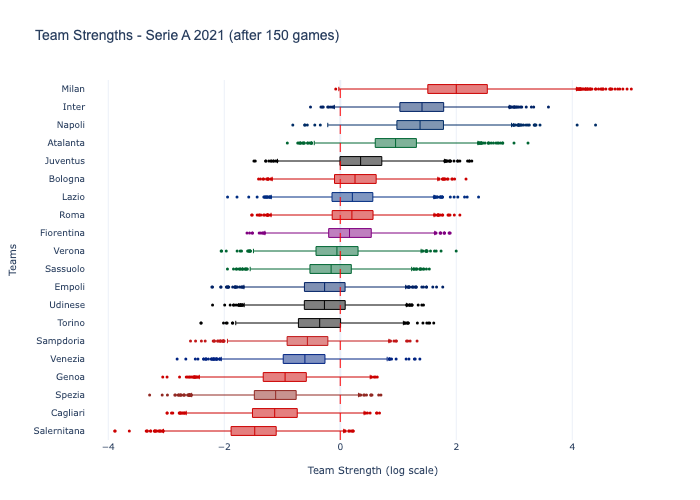 Team Strengths - Serie A 2021 (after 150 games)
Milan
Inter
Napoli
Atalanta
Juventus
Bologna
Lazio
Roma
Fiorentina
Verona
Sassuolo
Empoli
Udinese
Torino
Sampdoria
Venezia
Genoa
Spezia
Cagliari
Salernitana
Teams
−4
−2
0
2
4
Team Strength (log scale)